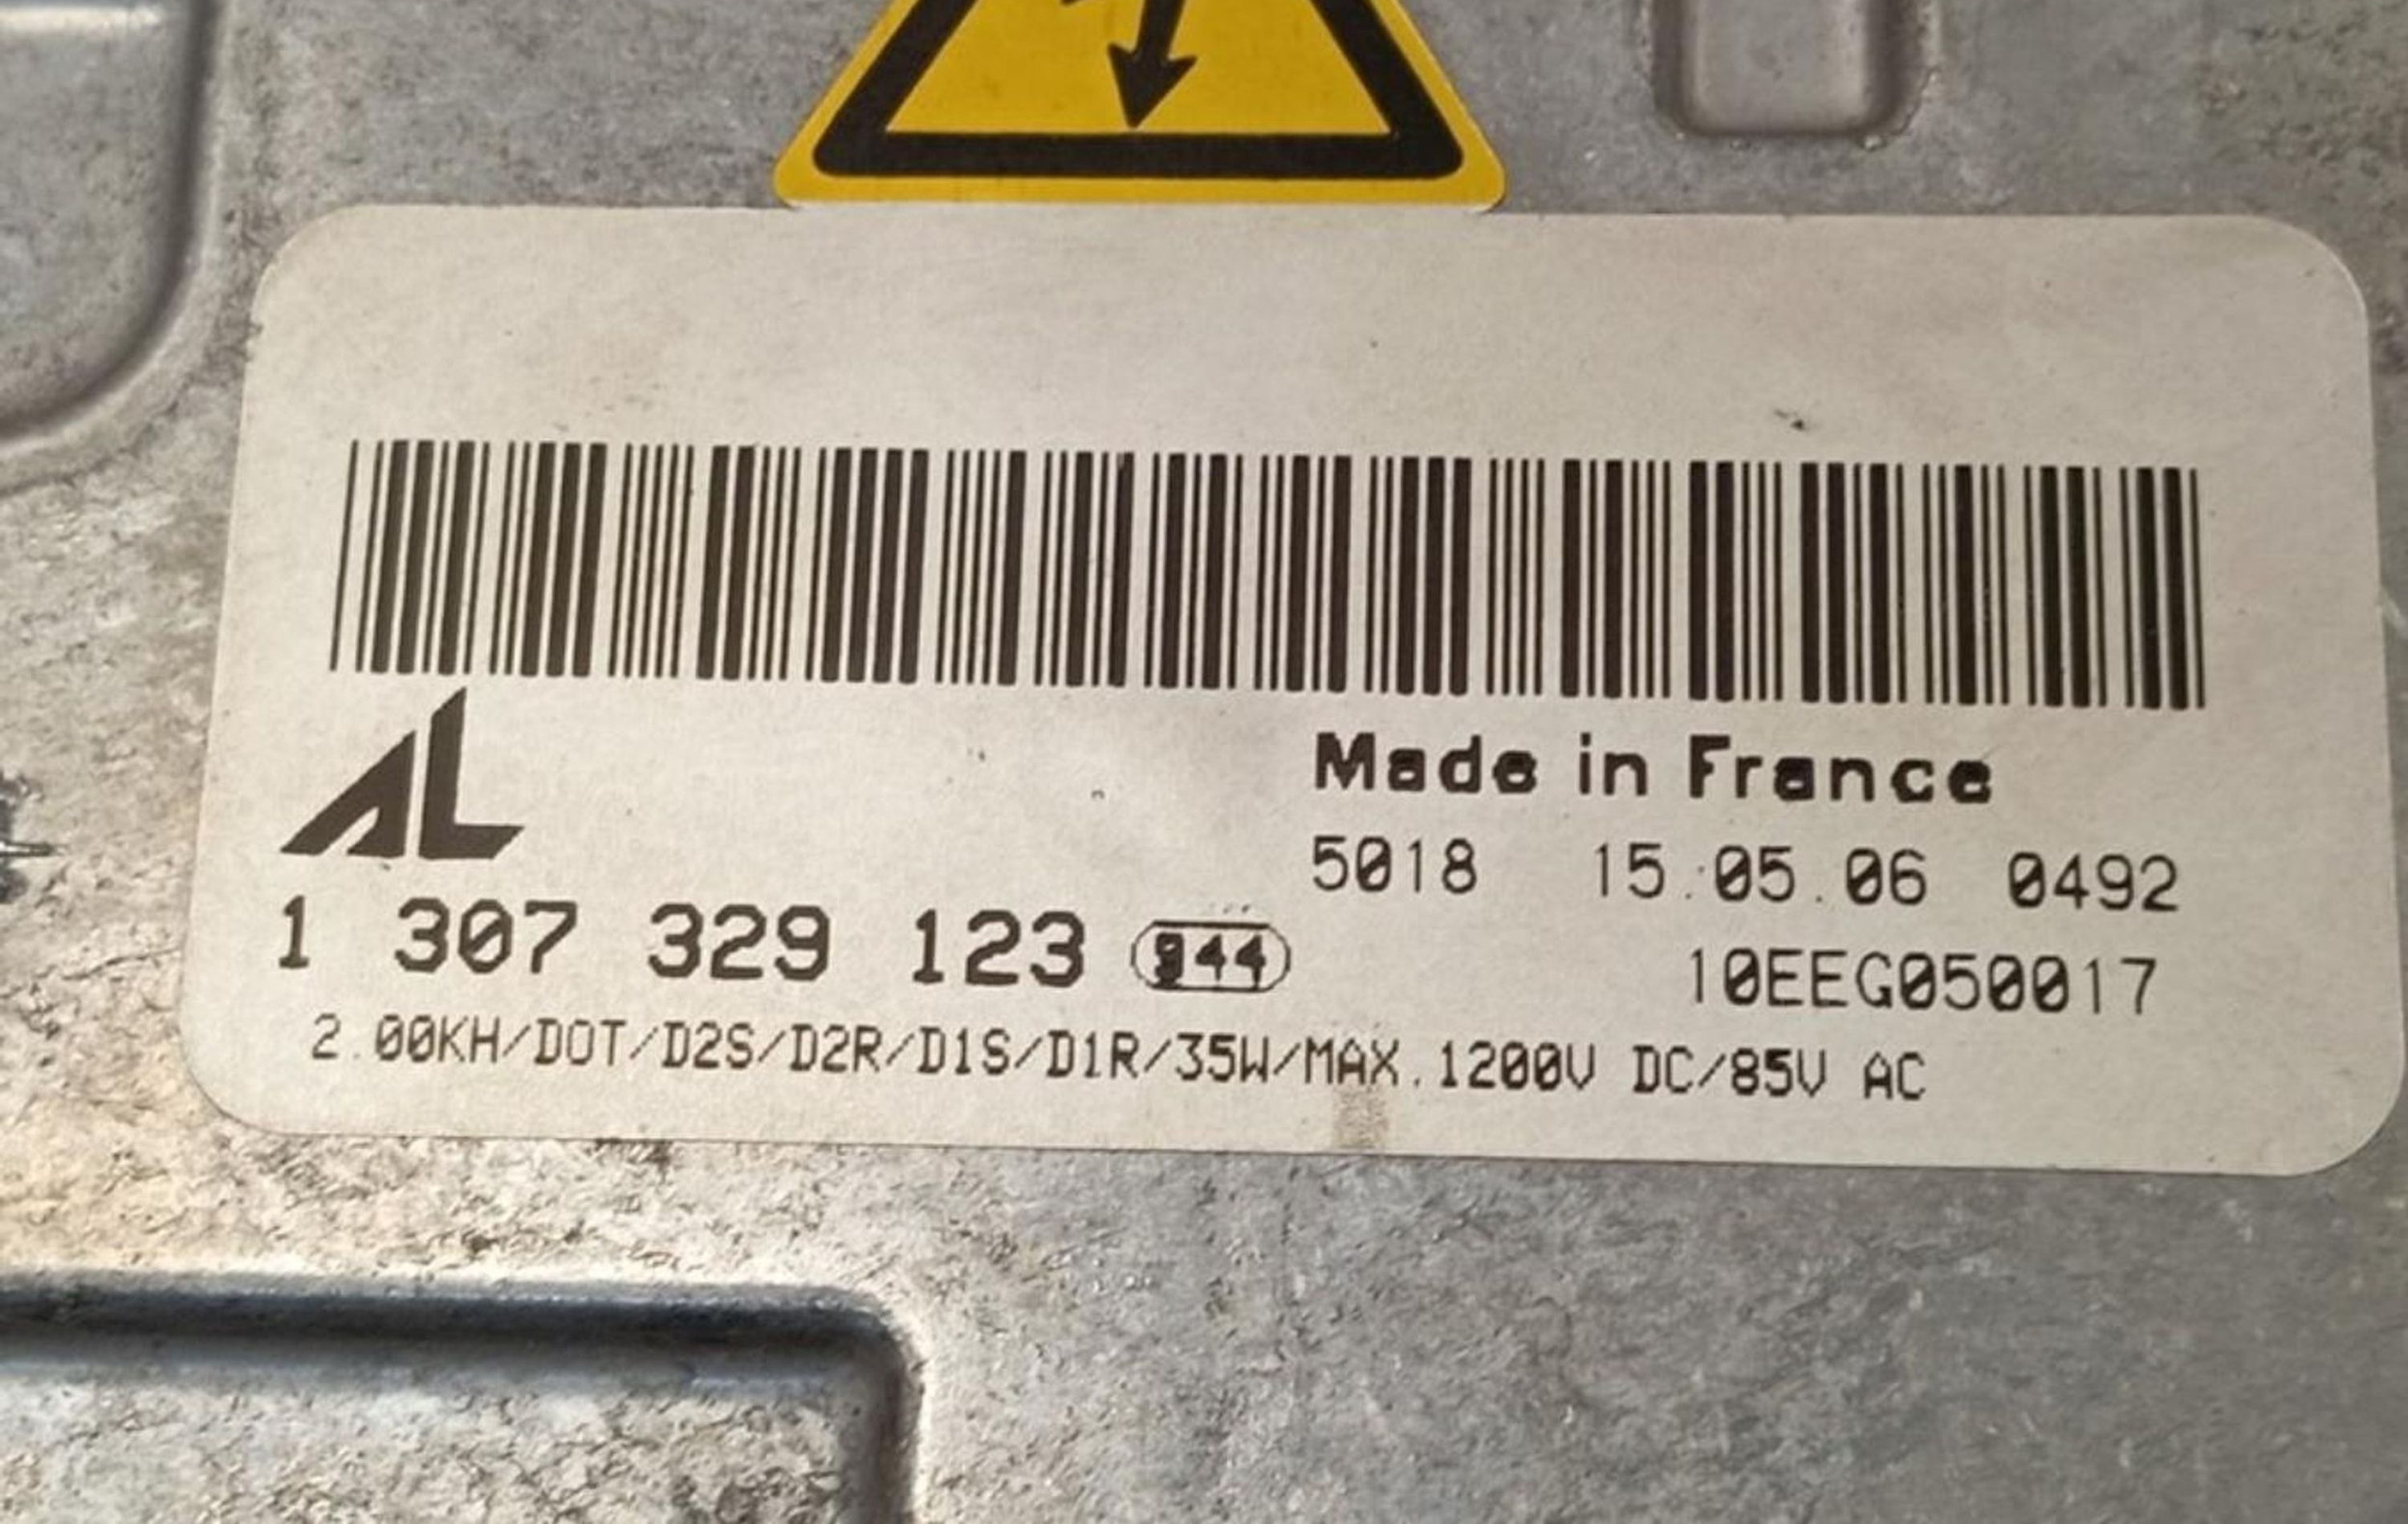 AL
Made in France
5018 15.05.06 0492
1 307 329 123 944
10EEG050017
2.00KH/DOT/D2S/D2R/D1S/D1R/35W/MAX.1200V DC/85V AC